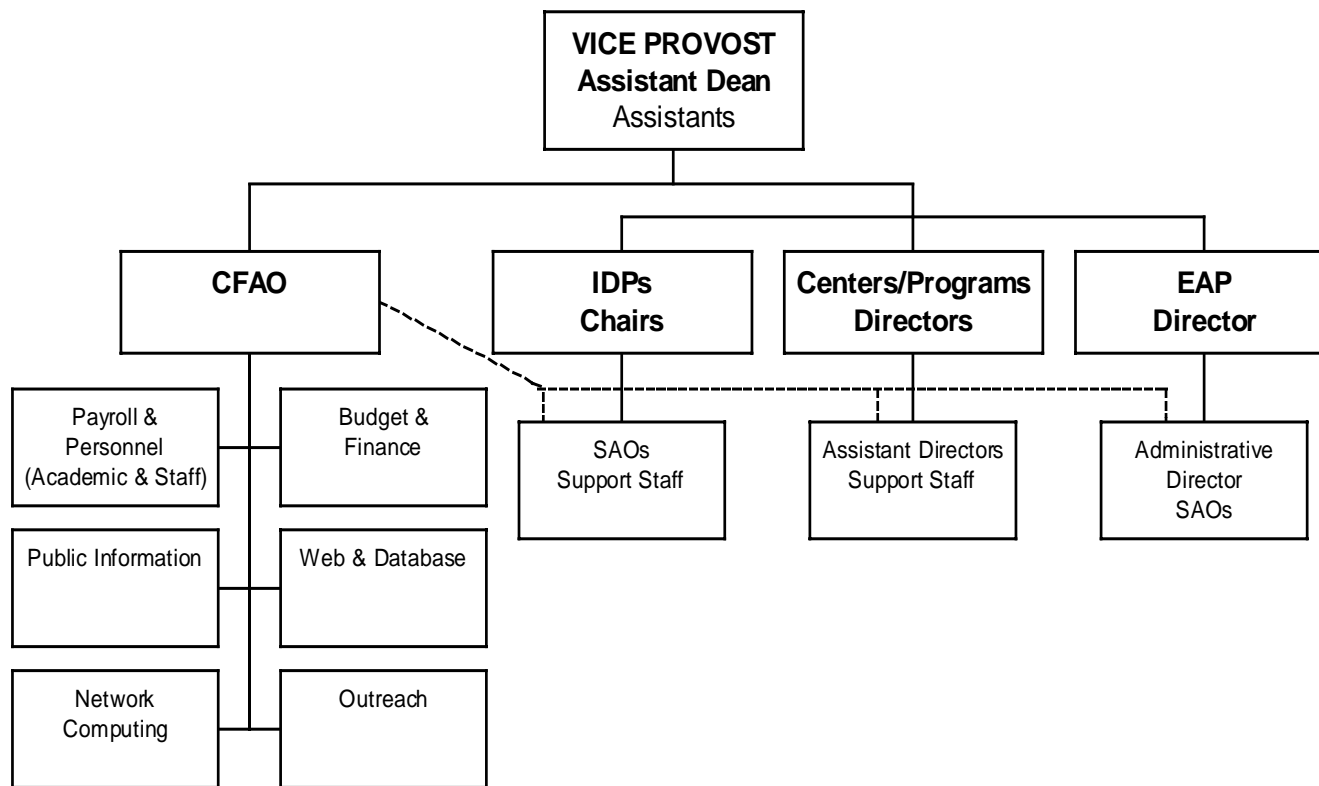 VICE PROVOST
Assistant Dean
Assistants
CFAO
IDPs
Chairs
Centers/Programs
Directors
EAP
Director
Payroll &
Personnel
(Academic & Staff)
Budget &
Finance
SAOs
Support Staff
Assistant Directors
Support Staff
Administrative
Director
SAOs
Public Information
Web & Database
Network
Computing
Outreach